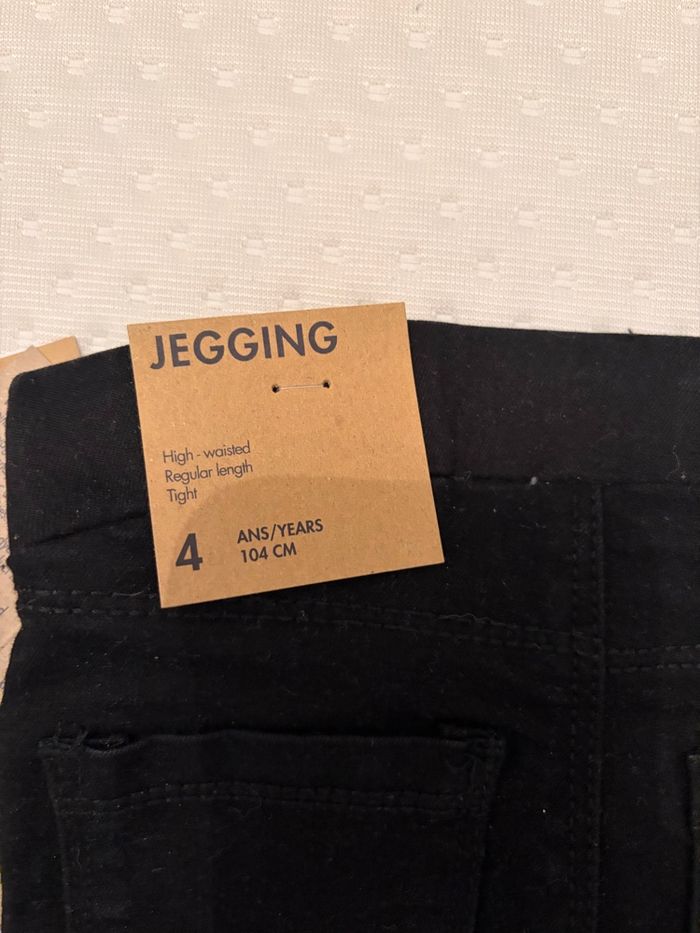 JEGGING
High - waisted
Regular length
Tight
4
ANS/YEARS
104 CM